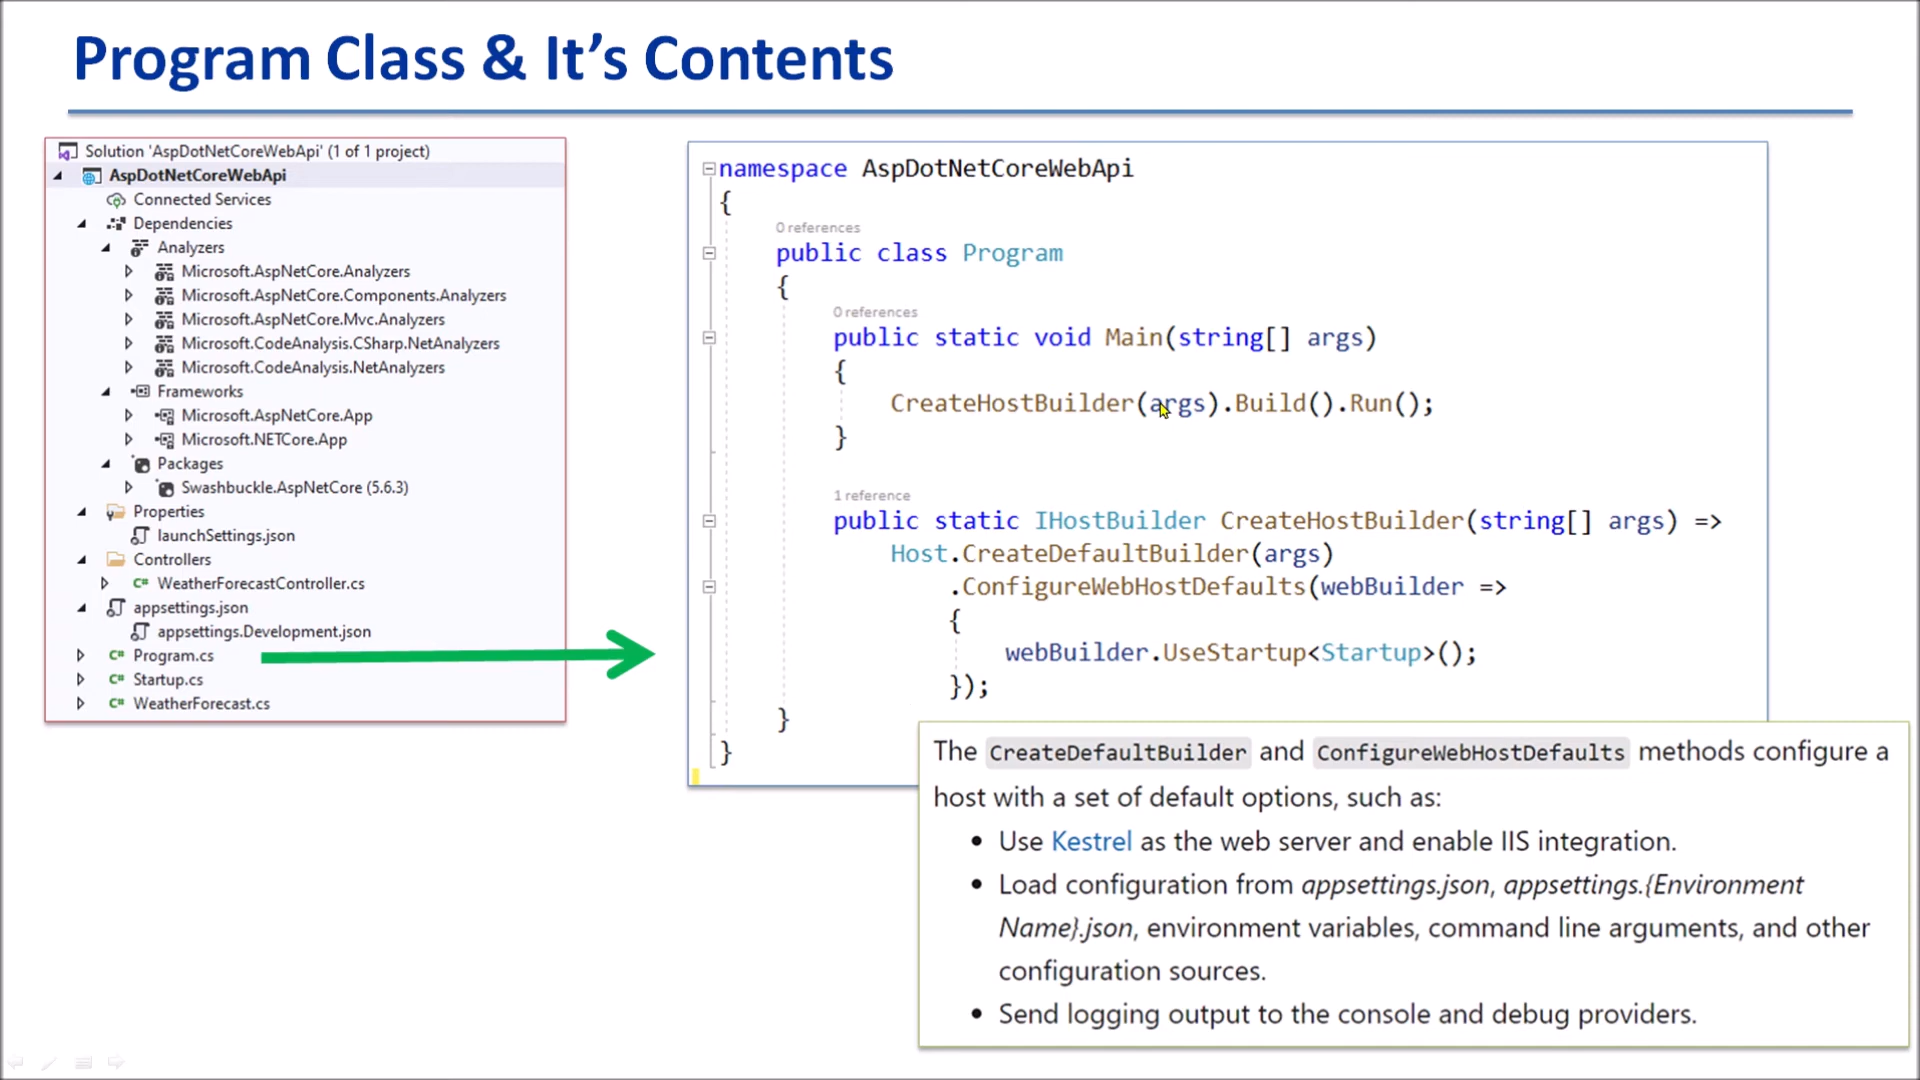 Program Class & It’s Contents
Solution 'AspDotNetCoreWebApi' (1 of 1 project)
AspDotNetCoreWebApi
Connected Services
Dependencies
Analyzers
Microsoft.AspNetCore.Analyzers
Microsoft.AspNetCore.Components.Analyzers
Microsoft.AspNetCore.Mvc.Analyzers
Microsoft.CodeAnalysis.CSharp.NetAnalyzers
Microsoft.CodeAnalysis.NetAnalyzers
Frameworks
Microsoft.AspNetCore.App
Microsoft.NETCore.App
Packages
Swashbuckle.AspNetCore (5.6.3)
Properties
launchSettings.json
Controllers
C# WeatherForecastController.cs
appsettings.json
appsettings.Development.json
C# Program.cs
C# Startup.cs
C# WeatherForecast.cs
namespace AspDotNetCoreWebApi
{
0 references
public class Program
{
0 references
public static void Main(string[] args)
{
CreateHostBuilder(args).Build().Run();
}
1 reference
public static IHostBuilder CreateHostBuilder(string[] args) =>
Host.CreateDefaultBuilder(args)
.ConfigureWebHostDefaults(webBuilder =>
{
webBuilder.UseStartup<Startup>();
});
}
}
The CreateDefaultBuilder and ConfigureWebHostDefaults methods configure a
host with a set of default options, such as:
• Use Kestrel as the web server and enable IIS integration.
• Load configuration from appsettings.json, appsettings.{Environment
Name}.json, environment variables, command line arguments, and other
configuration sources.
• Send logging output to the console and debug providers.